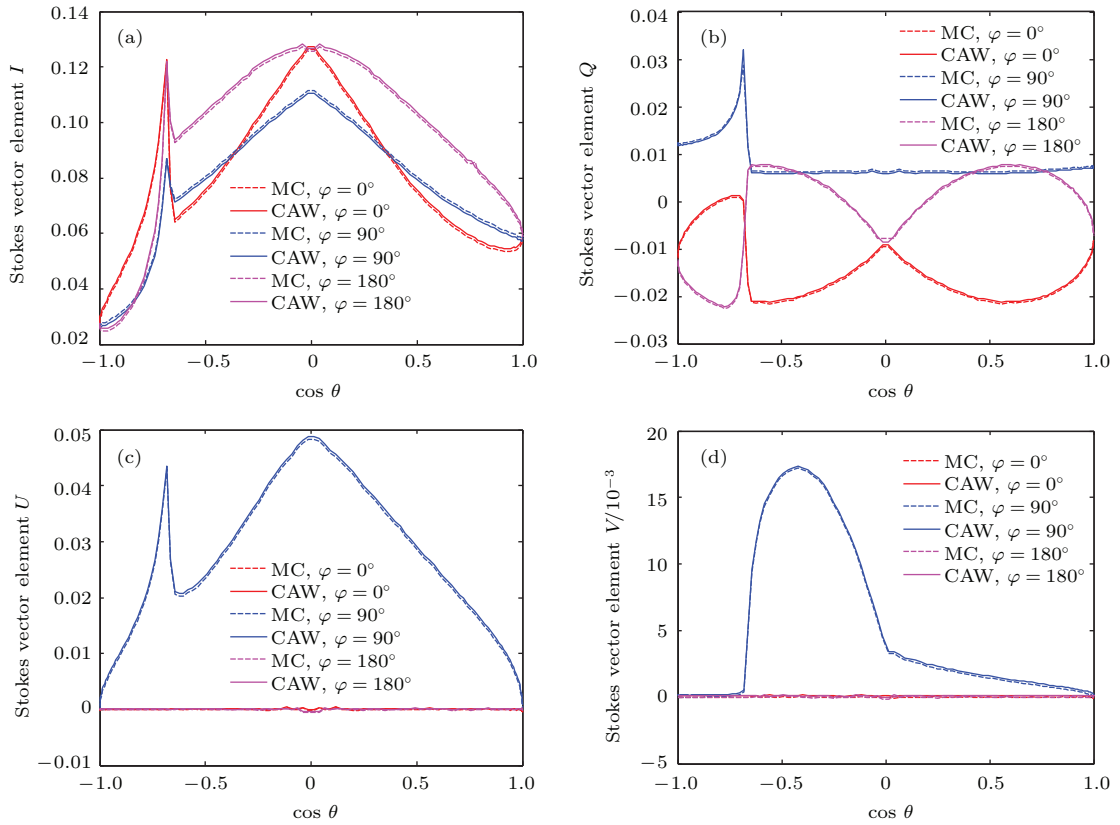 (a)
Stokes vector element I
0.14
0.12
0.10
0.08
0.06
0.04
0.02
MC, φ=0°
CAW, φ=0°
MC, φ=90°
CAW, φ=90°
MC, φ=180°
CAW, φ=180°
−1.0 −0.5 0 0.5 1.0
cos θ
(b)
Stokes vector element Q
0.04
0.03
0.02
0.01
0
−0.01
−0.02
−0.03
MC, φ=0°
CAW, φ=0°
MC, φ=90°
CAW, φ=90°
MC, φ=180°
CAW, φ=180°
−1.0 −0.5 0 0.5 1.0
cos θ
(c)
Stokes vector element U
0.05
0.04
0.03
0.02
0.01
0
−0.01
MC, φ=0°
CAW, φ=0°
MC, φ=90°
CAW, φ=90°
MC, φ=180°
CAW, φ=180°
−1.0 −0.5 0 0.5 1.0
cos θ
(d)
Stokes vector element V/10⁻³
20
15
10
5
0
−5
MC, φ=0°
CAW, φ=0°
MC, φ=90°
CAW, φ=90°
MC, φ=180°
CAW, φ=180°
−1.0 −0.5 0 0.5 1.0
cos θ